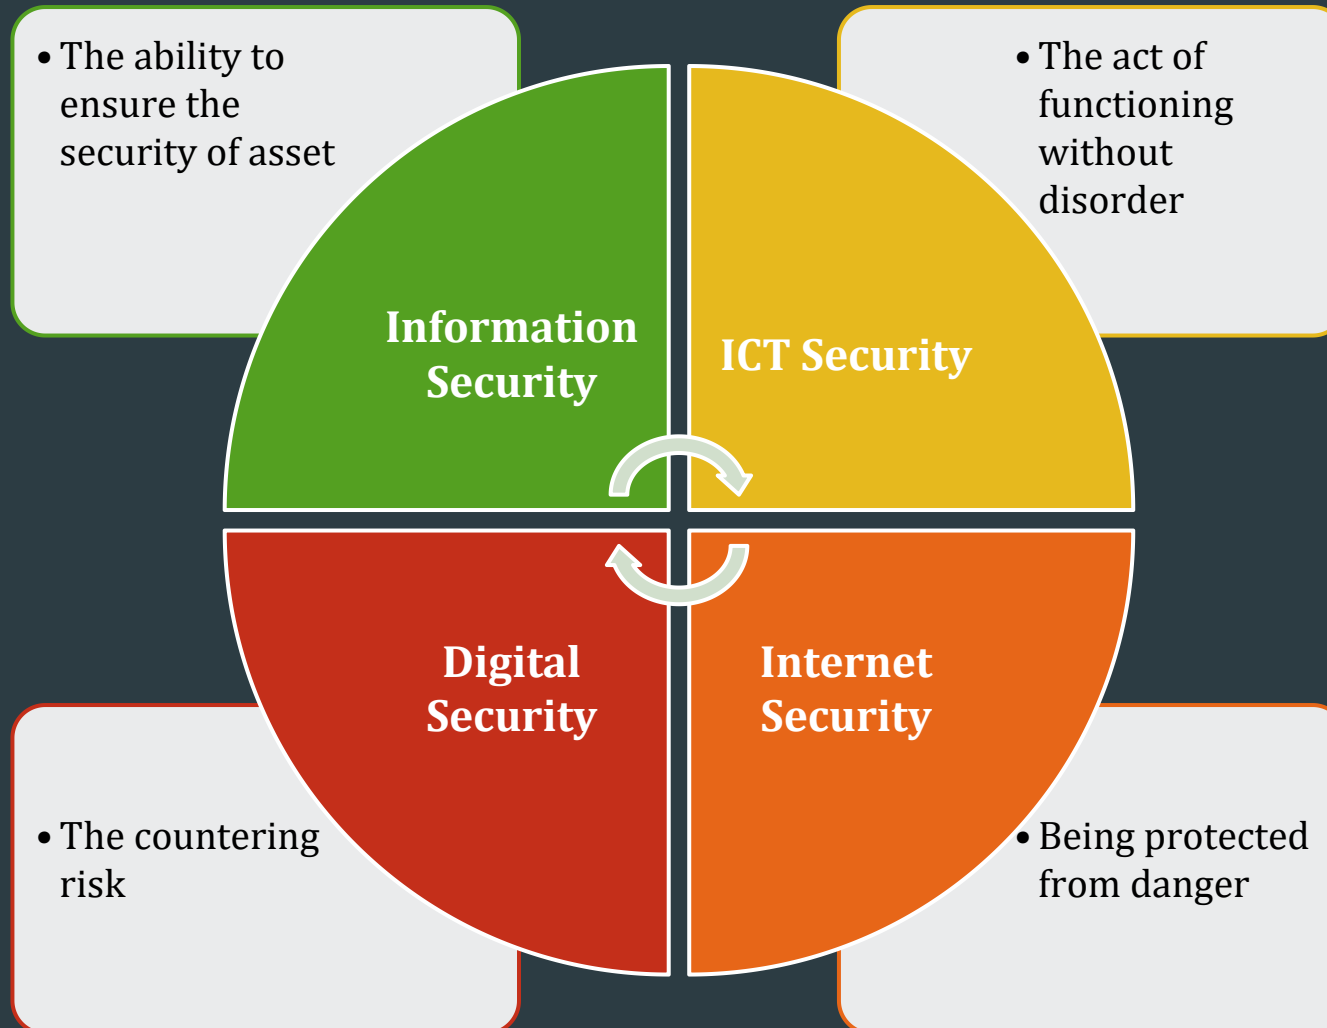 • The ability to
ensure the
security of asset
• The act of
functioning
without
disorder
Information
Security
ICT Security
Digital
Security
Internet
Security
• The countering
risk
• Being protected
from danger